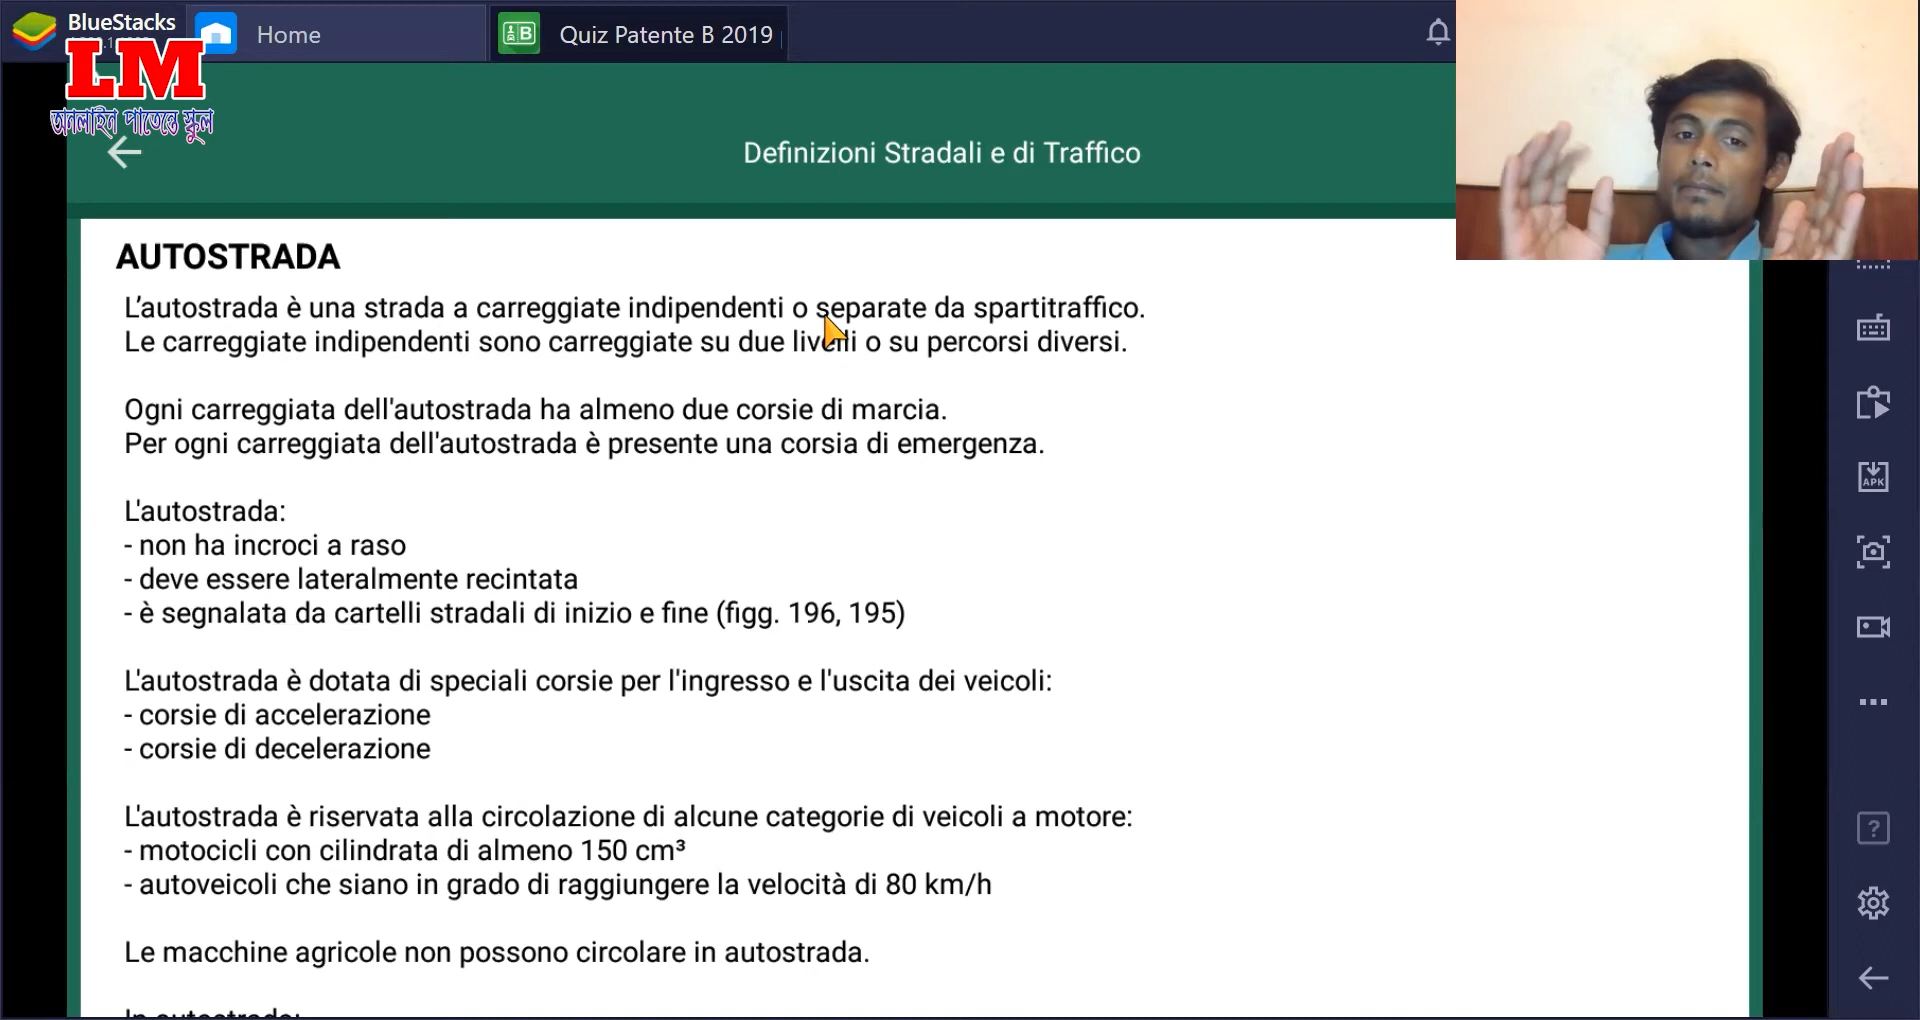 BlueStacks
Home
Quiz Patente B 2019
LM
অনলাইন পাতেন্তে স্কুল
Definizioni Stradali e di Traffico
AUTOSTRADA
L’autostrada è una strada a carreggiate indipendenti o separate da spartitraffico.
Le carreggiate indipendenti sono carreggiate su due livelli o su percorsi diversi.
Ogni carreggiata dell'autostrada ha almeno due corsie di marcia.
Per ogni carreggiata dell'autostrada è presente una corsia di emergenza.
L'autostrada:
- non ha incroci a raso
- deve essere lateralmente recintata
- è segnalata da cartelli stradali di inizio e fine (figg. 196, 195)
L'autostrada è dotata di speciali corsie per l'ingresso e l'uscita dei veicoli:
- corsie di accelerazione
- corsie di decelerazione
L'autostrada è riservata alla circolazione di alcune categorie di veicoli a motore:
- motocicli con cilindrata di almeno 150 cm³
- autoveicoli che siano in grado di raggiungere la velocità di 80 km/h
Le macchine agricole non possono circolare in autostrada.
In autostrada:
APK